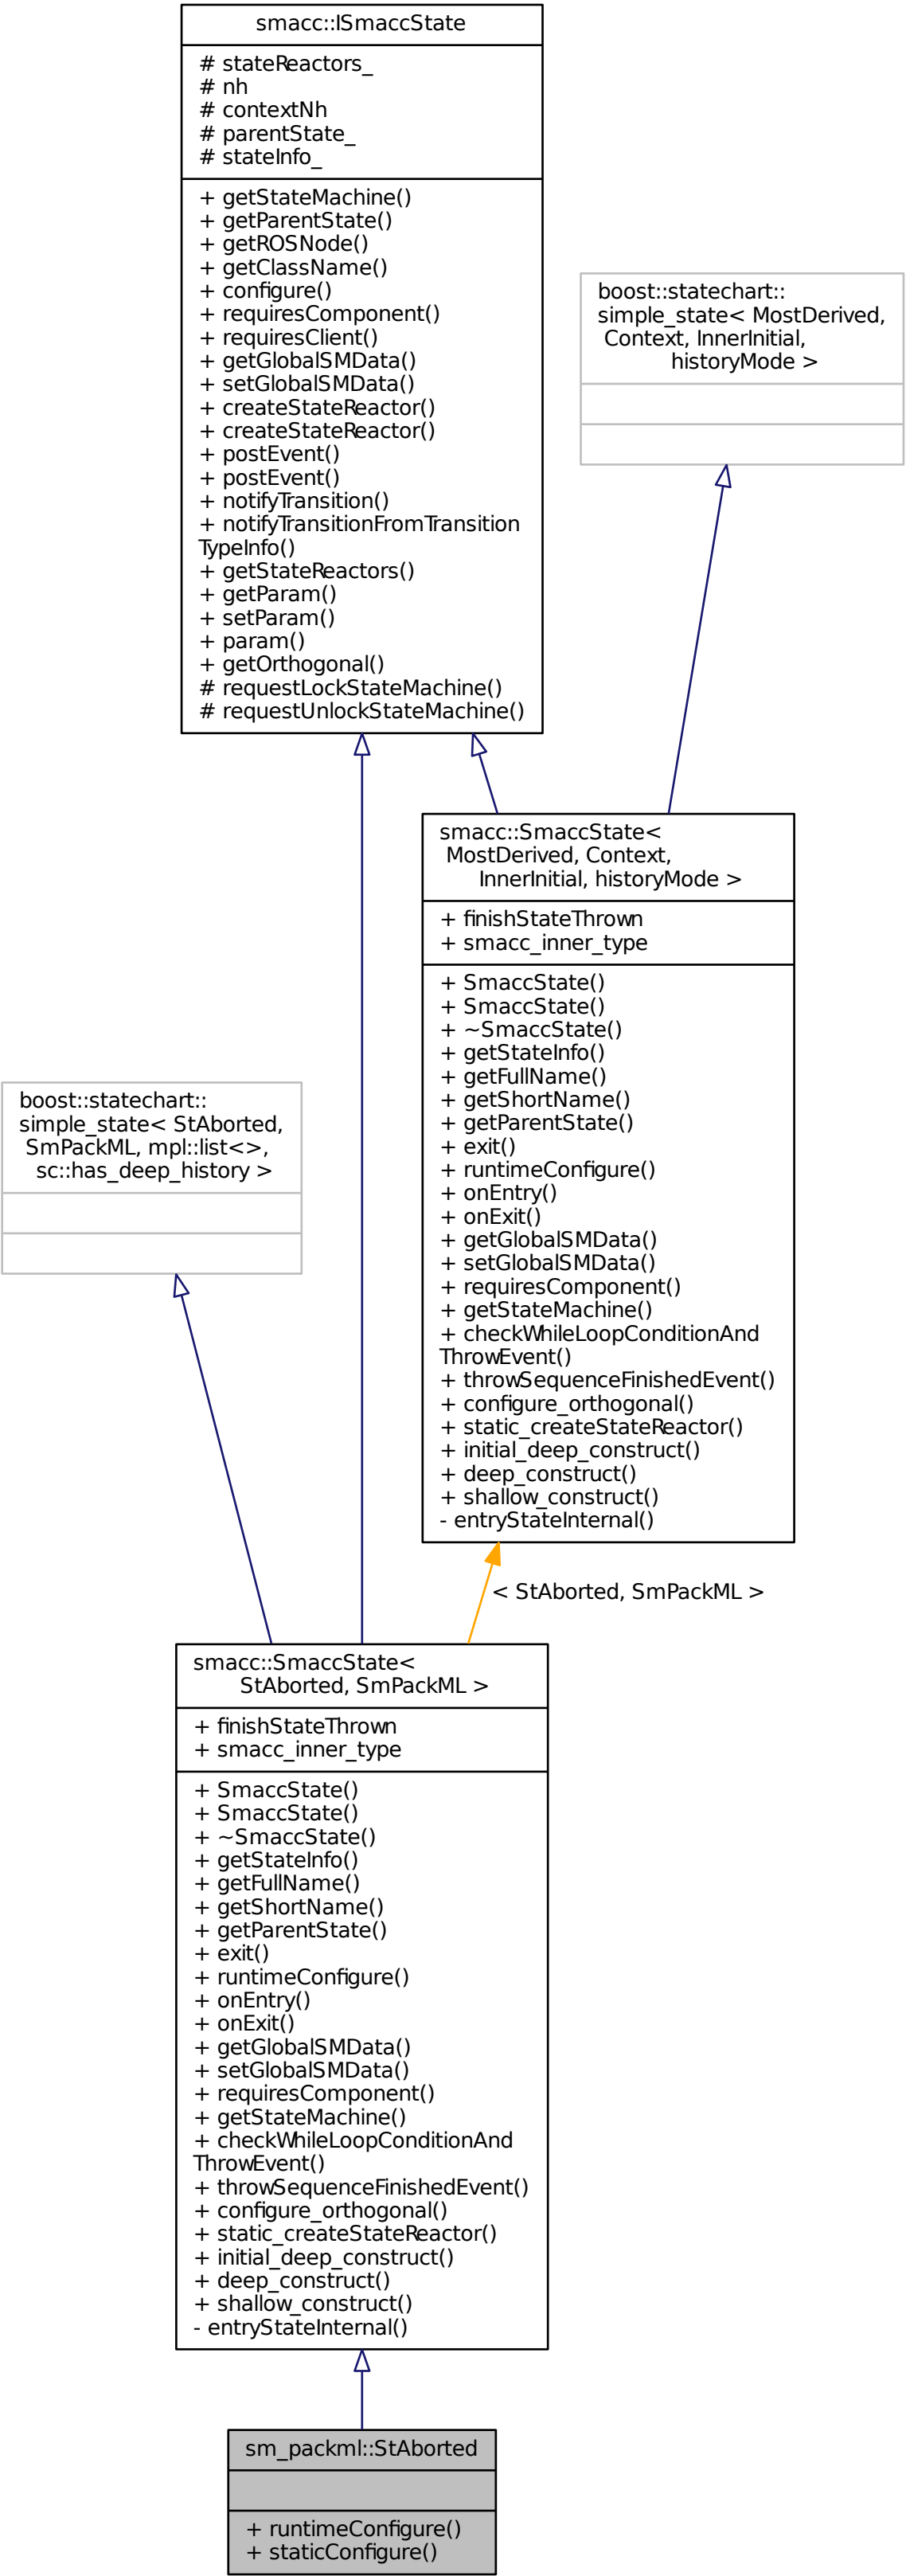 smacc::ISmaccState
# stateReactors_
# nh
# contextNh
# parentState_
# stateInfo_
+ getStateMachine()
+ getParentState()
+ getROSNode()
+ getClassName()
+ configure()
+ requiresComponent()
+ requiresClient()
+ getGlobalSMData()
+ setGlobalSMData()
+ createStateReactor()
+ createStateReactor()
+ postEvent()
+ postEvent()
+ notifyTransition()
+ notifyTransitionFromTransition
TypeInfo()
+ getStateReactors()
+ getParam()
+ setParam()
+ param()
+ getOrthogonal()
# requestLockStateMachine()
# requestUnlockStateMachine()
boost::statechart::
simple_state< MostDerived,
Context, InnerInitial,
historyMode >
smacc::SmaccState<
MostDerived, Context,
InnerInitial, historyMode >
+ finishStateThrown
+ smacc_inner_type
+ SmaccState()
+ SmaccState()
+ ~SmaccState()
+ getStateInfo()
+ getFullName()
+ getShortName()
+ getParentState()
+ exit()
+ runtimeConfigure()
+ onEntry()
+ onExit()
+ getGlobalSMData()
+ setGlobalSMData()
+ requiresComponent()
+ getStateMachine()
+ checkWhileLoopConditionAnd
ThrowEvent()
+ throwSequenceFinishedEvent()
+ configure_orthogonal()
+ static_createStateReactor()
+ initial_deep_construct()
+ deep_construct()
+ shallow_construct()
- entryStateInternal()
boost::statechart::
simple_state< StAborted,
SmPackML, mpl::list<>,
sc::has_deep_history >
< StAborted, SmPackML >
smacc::SmaccState<
StAborted, SmPackML >
+ finishStateThrown
+ smacc_inner_type
+ SmaccState()
+ SmaccState()
+ ~SmaccState()
+ getStateInfo()
+ getFullName()
+ getShortName()
+ getParentState()
+ exit()
+ runtimeConfigure()
+ onEntry()
+ onExit()
+ getGlobalSMData()
+ setGlobalSMData()
+ requiresComponent()
+ getStateMachine()
+ checkWhileLoopConditionAnd
ThrowEvent()
+ throwSequenceFinishedEvent()
+ configure_orthogonal()
+ static_createStateReactor()
+ initial_deep_construct()
+ deep_construct()
+ shallow_construct()
- entryStateInternal()
sm_packml::StAborted
+ runtimeConfigure()
+ staticConfigure()